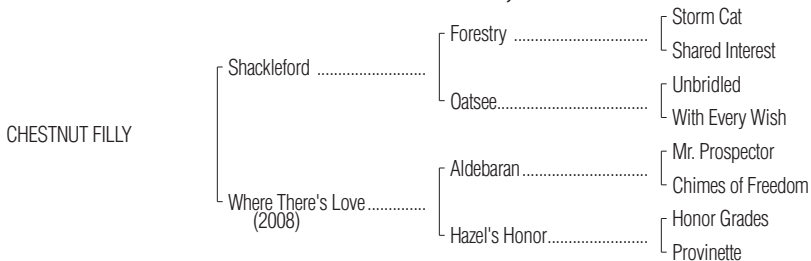 Storm Cat
Forestry ....................
Shared Interest
Shackleford .........................
Unbridled
Oatsee............................
With Every Wish
CHESTNUT FILLY
Mr. Prospector
Aldebaran .......................
Chimes of Freedom
Where There's Love ..............
(2008)
Honor Grades
Hazel's Honor...................
Provinette